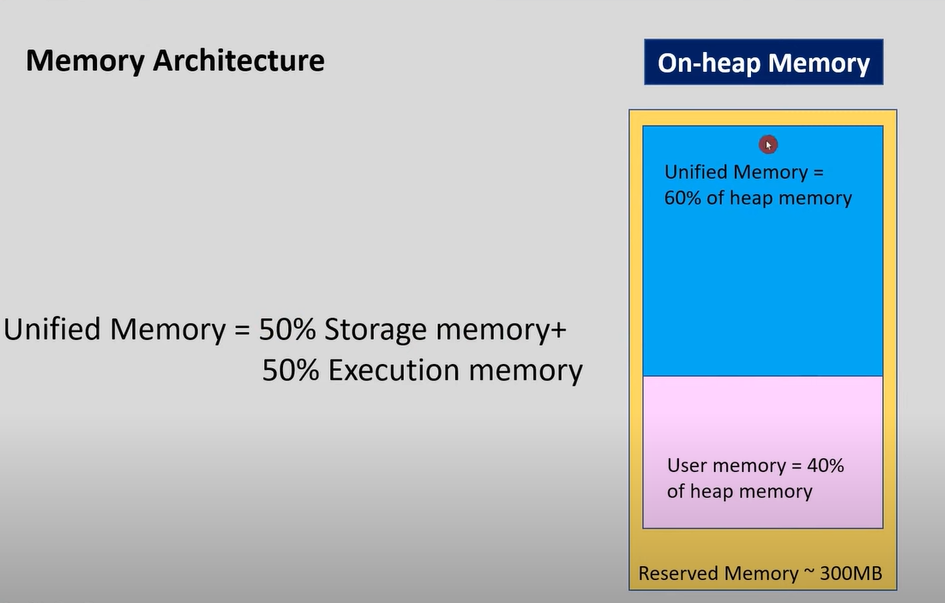 Memory Architecture
On-heap Memory
Unified Memory =
60% of heap memory
Unified Memory = 50% Storage memory+
50% Execution memory
User memory = 40%
of heap memory
Reserved Memory ~ 300MB